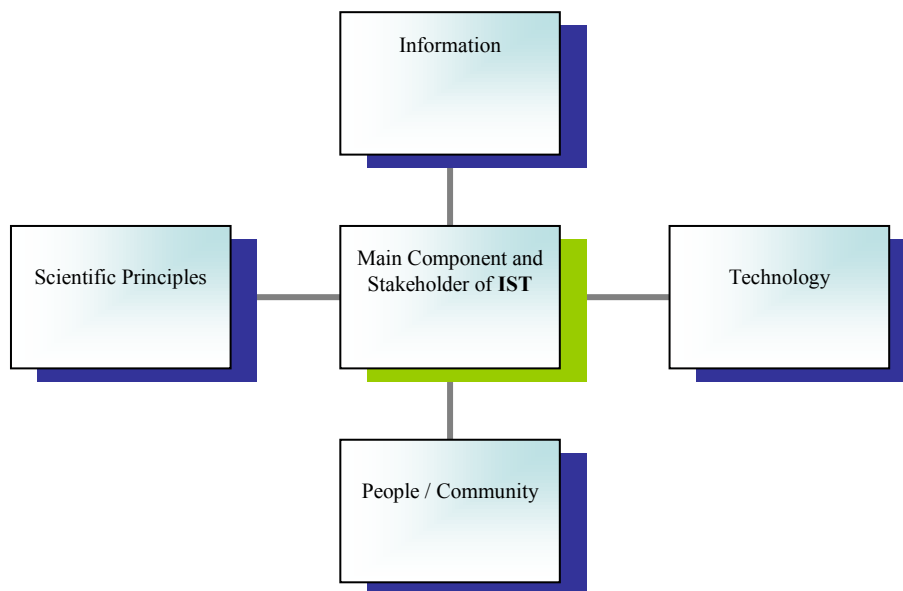 Information
Scientific Principles
Main Component and
Stakeholder of IST
Technology
People / Community